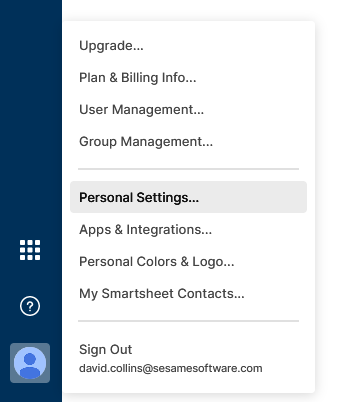 Upgrade...
Plan & Billing Info...
User Management...
Group Management...
Personal Settings...
Apps & Integrations...
Personal Colors & Logo...
My Smartsheet Contacts...
?
Sign Out
david.collins@sesamesoftware.com